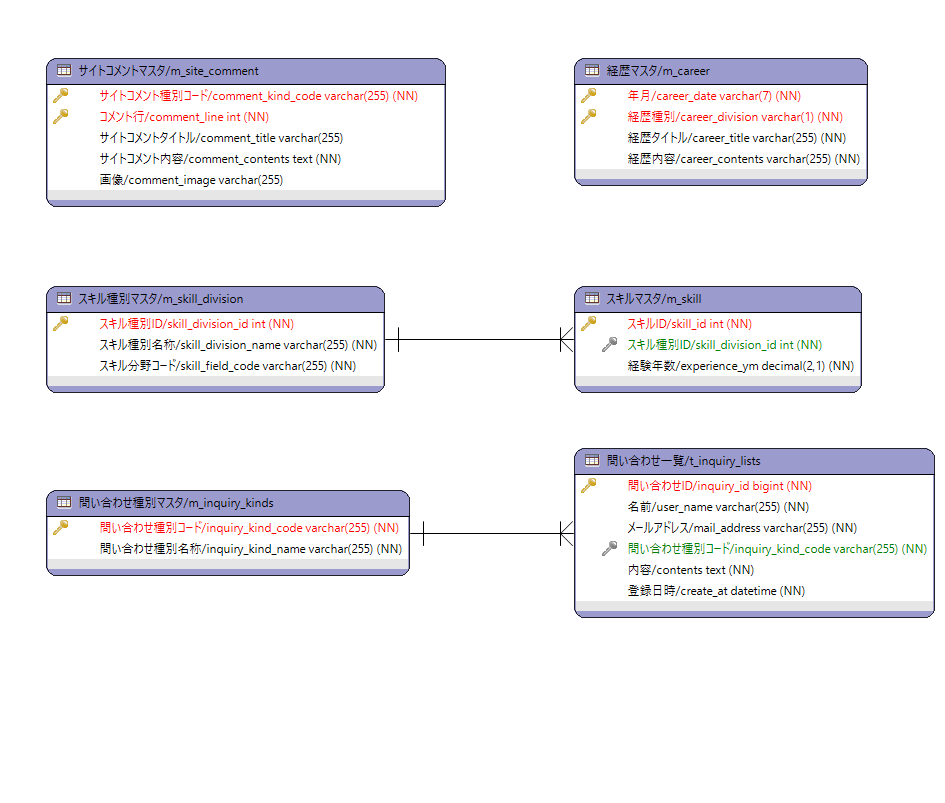 サイトコメントマスタ/m_site_comment
サイトコメント種別コード/comment_kind_code varchar(255) (NN)
コメント行/comment_line int (NN)
サイトコメントタイトル/comment_title varchar(255)
サイトコメント内容/comment_contents text (NN)
画像/comment_image varchar(255)
経歴マスタ/m_career
年月/career_date varchar(7) (NN)
経歴種別/career_division varchar(1) (NN)
経歴タイトル/career_title varchar(255) (NN)
経歴内容/career_contents varchar(255) (NN)
スキル種別マスタ/m_skill_division
スキル種別ID/skill_division_id int (NN)
スキル種別名称/skill_division_name varchar(255) (NN)
スキル分野コード/skill_field_code varchar(255) (NN)
スキルマスタ/m_skill
スキルID/skill_id int (NN)
スキル種別ID/skill_division_id int (NN)
経験年数/experience_ym decimal(2,1) (NN)
問い合わせ種別マスタ/m_inquiry_kinds
問い合わせ種別コード/inquiry_kind_code varchar(255) (NN)
問い合わせ種別名称/inquiry_kind_name varchar(255) (NN)
問い合わせ一覧/t_inquiry_lists
問い合わせID/inquiry_id bigint (NN)
名前/user_name varchar(255) (NN)
メールアドレス/mail_address varchar(255) (NN)
問い合わせ種別コード/inquiry_kind_code varchar(255) (NN)
内容/contents text (NN)
登録日時/create_at datetime (NN)